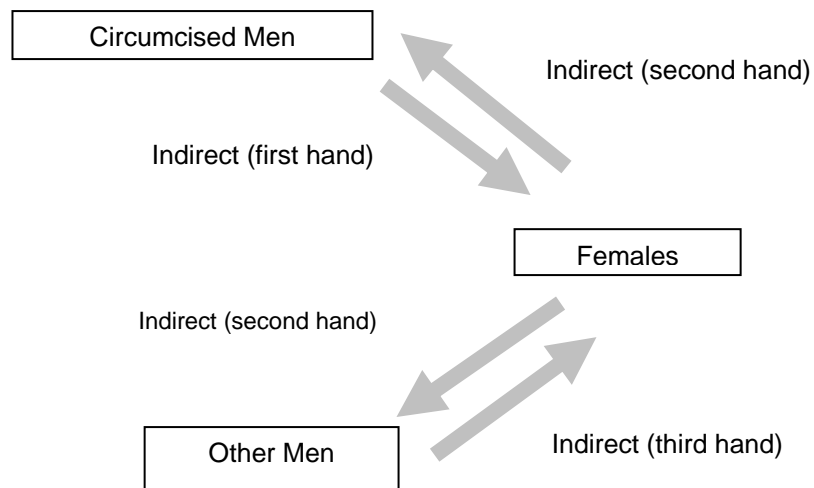 Circumcised Men
Indirect (second hand)
Indirect (first hand)
Females
Indirect (second hand)
Other Men
Indirect (third hand)